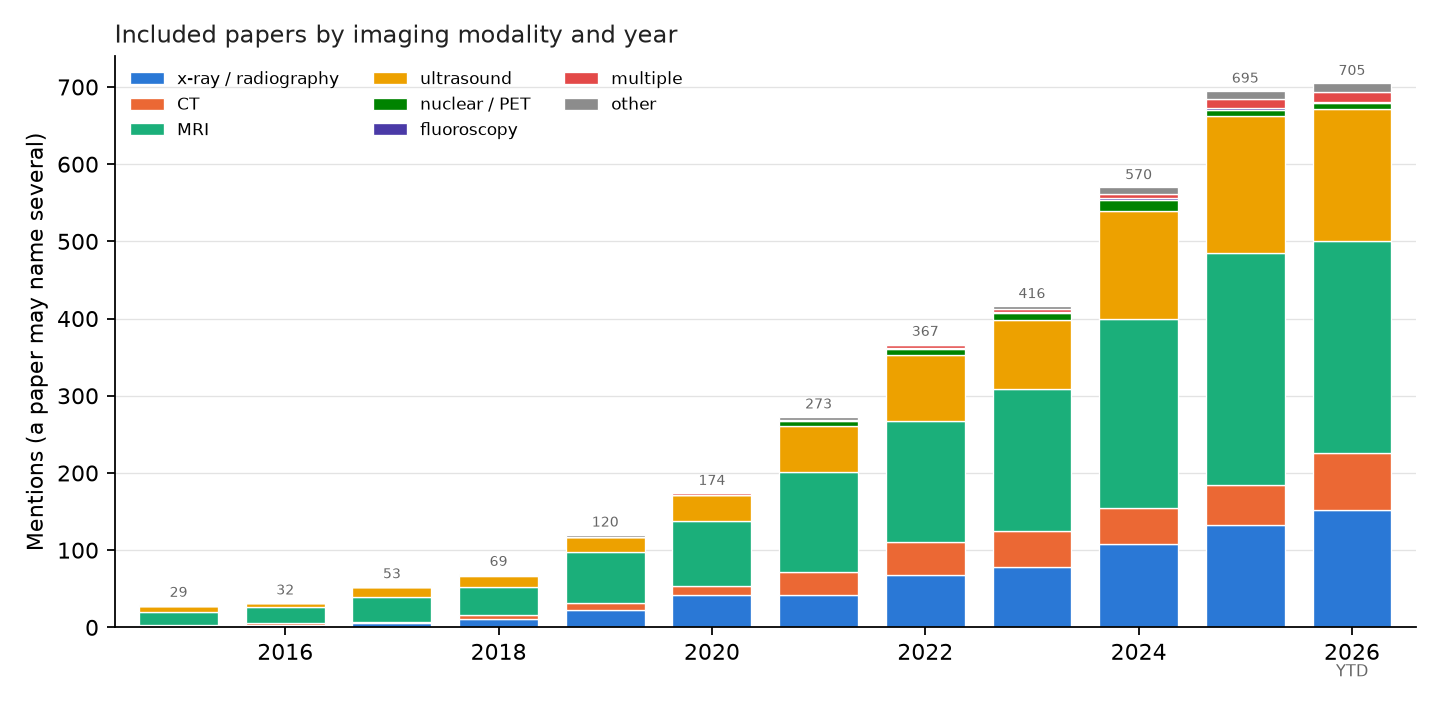 Included papers by imaging modality and year
x-ray / radiography
CT
MRI
ultrasound
nuclear / PET
fluoroscopy
multiple
other
Mentions (a paper may name several)
700
600
500
400
300
200
100
0
29
32
53
69
120
174
273
367
416
570
695
705
2016
2018
2020
2022
2024
2026
YTD